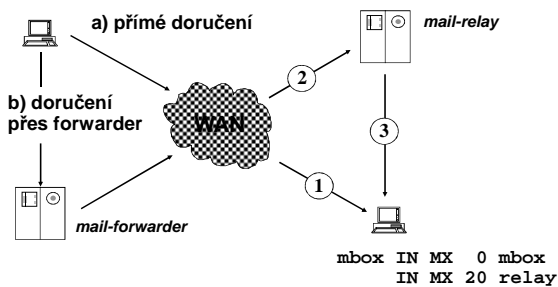 a) přímé doručení
mail-relay
b) doručení
přes forwarder
WAN
2
3
1
mail-forwarder
mbox IN MX 0 mbox
IN MX 20 relay